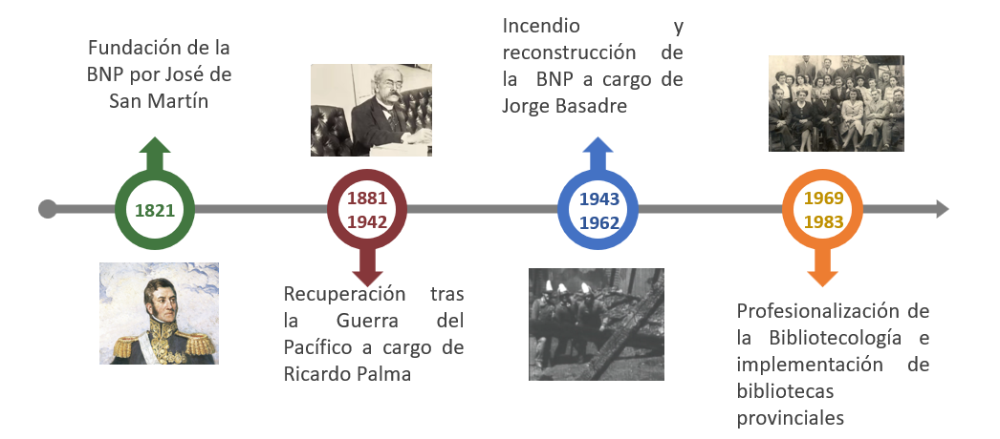 Fundación de la
BNP por José de
San Martín
1821
1881
1942
Recuperación tras
la Guerra del
Pacífico a cargo de
Ricardo Palma
Incendio y
reconstrucción de
la BNP a cargo de
Jorge Basadre
1943
1962
1969
1983
Profesionalización de
la Bibliotecología e
implementación de
bibliotecas
provinciales